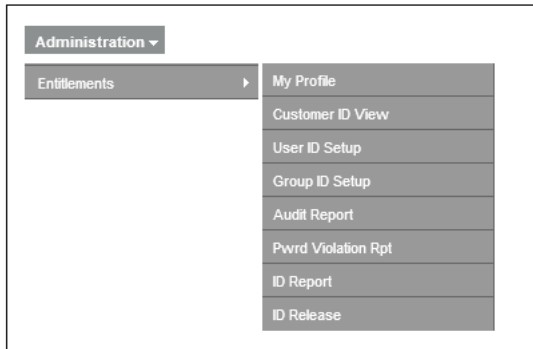 Administration
Entitlements
My Profile
Customer ID View
User ID Setup
Group ID Setup
Audit Report
Pwrd Violation Rpt
ID Report
ID Release